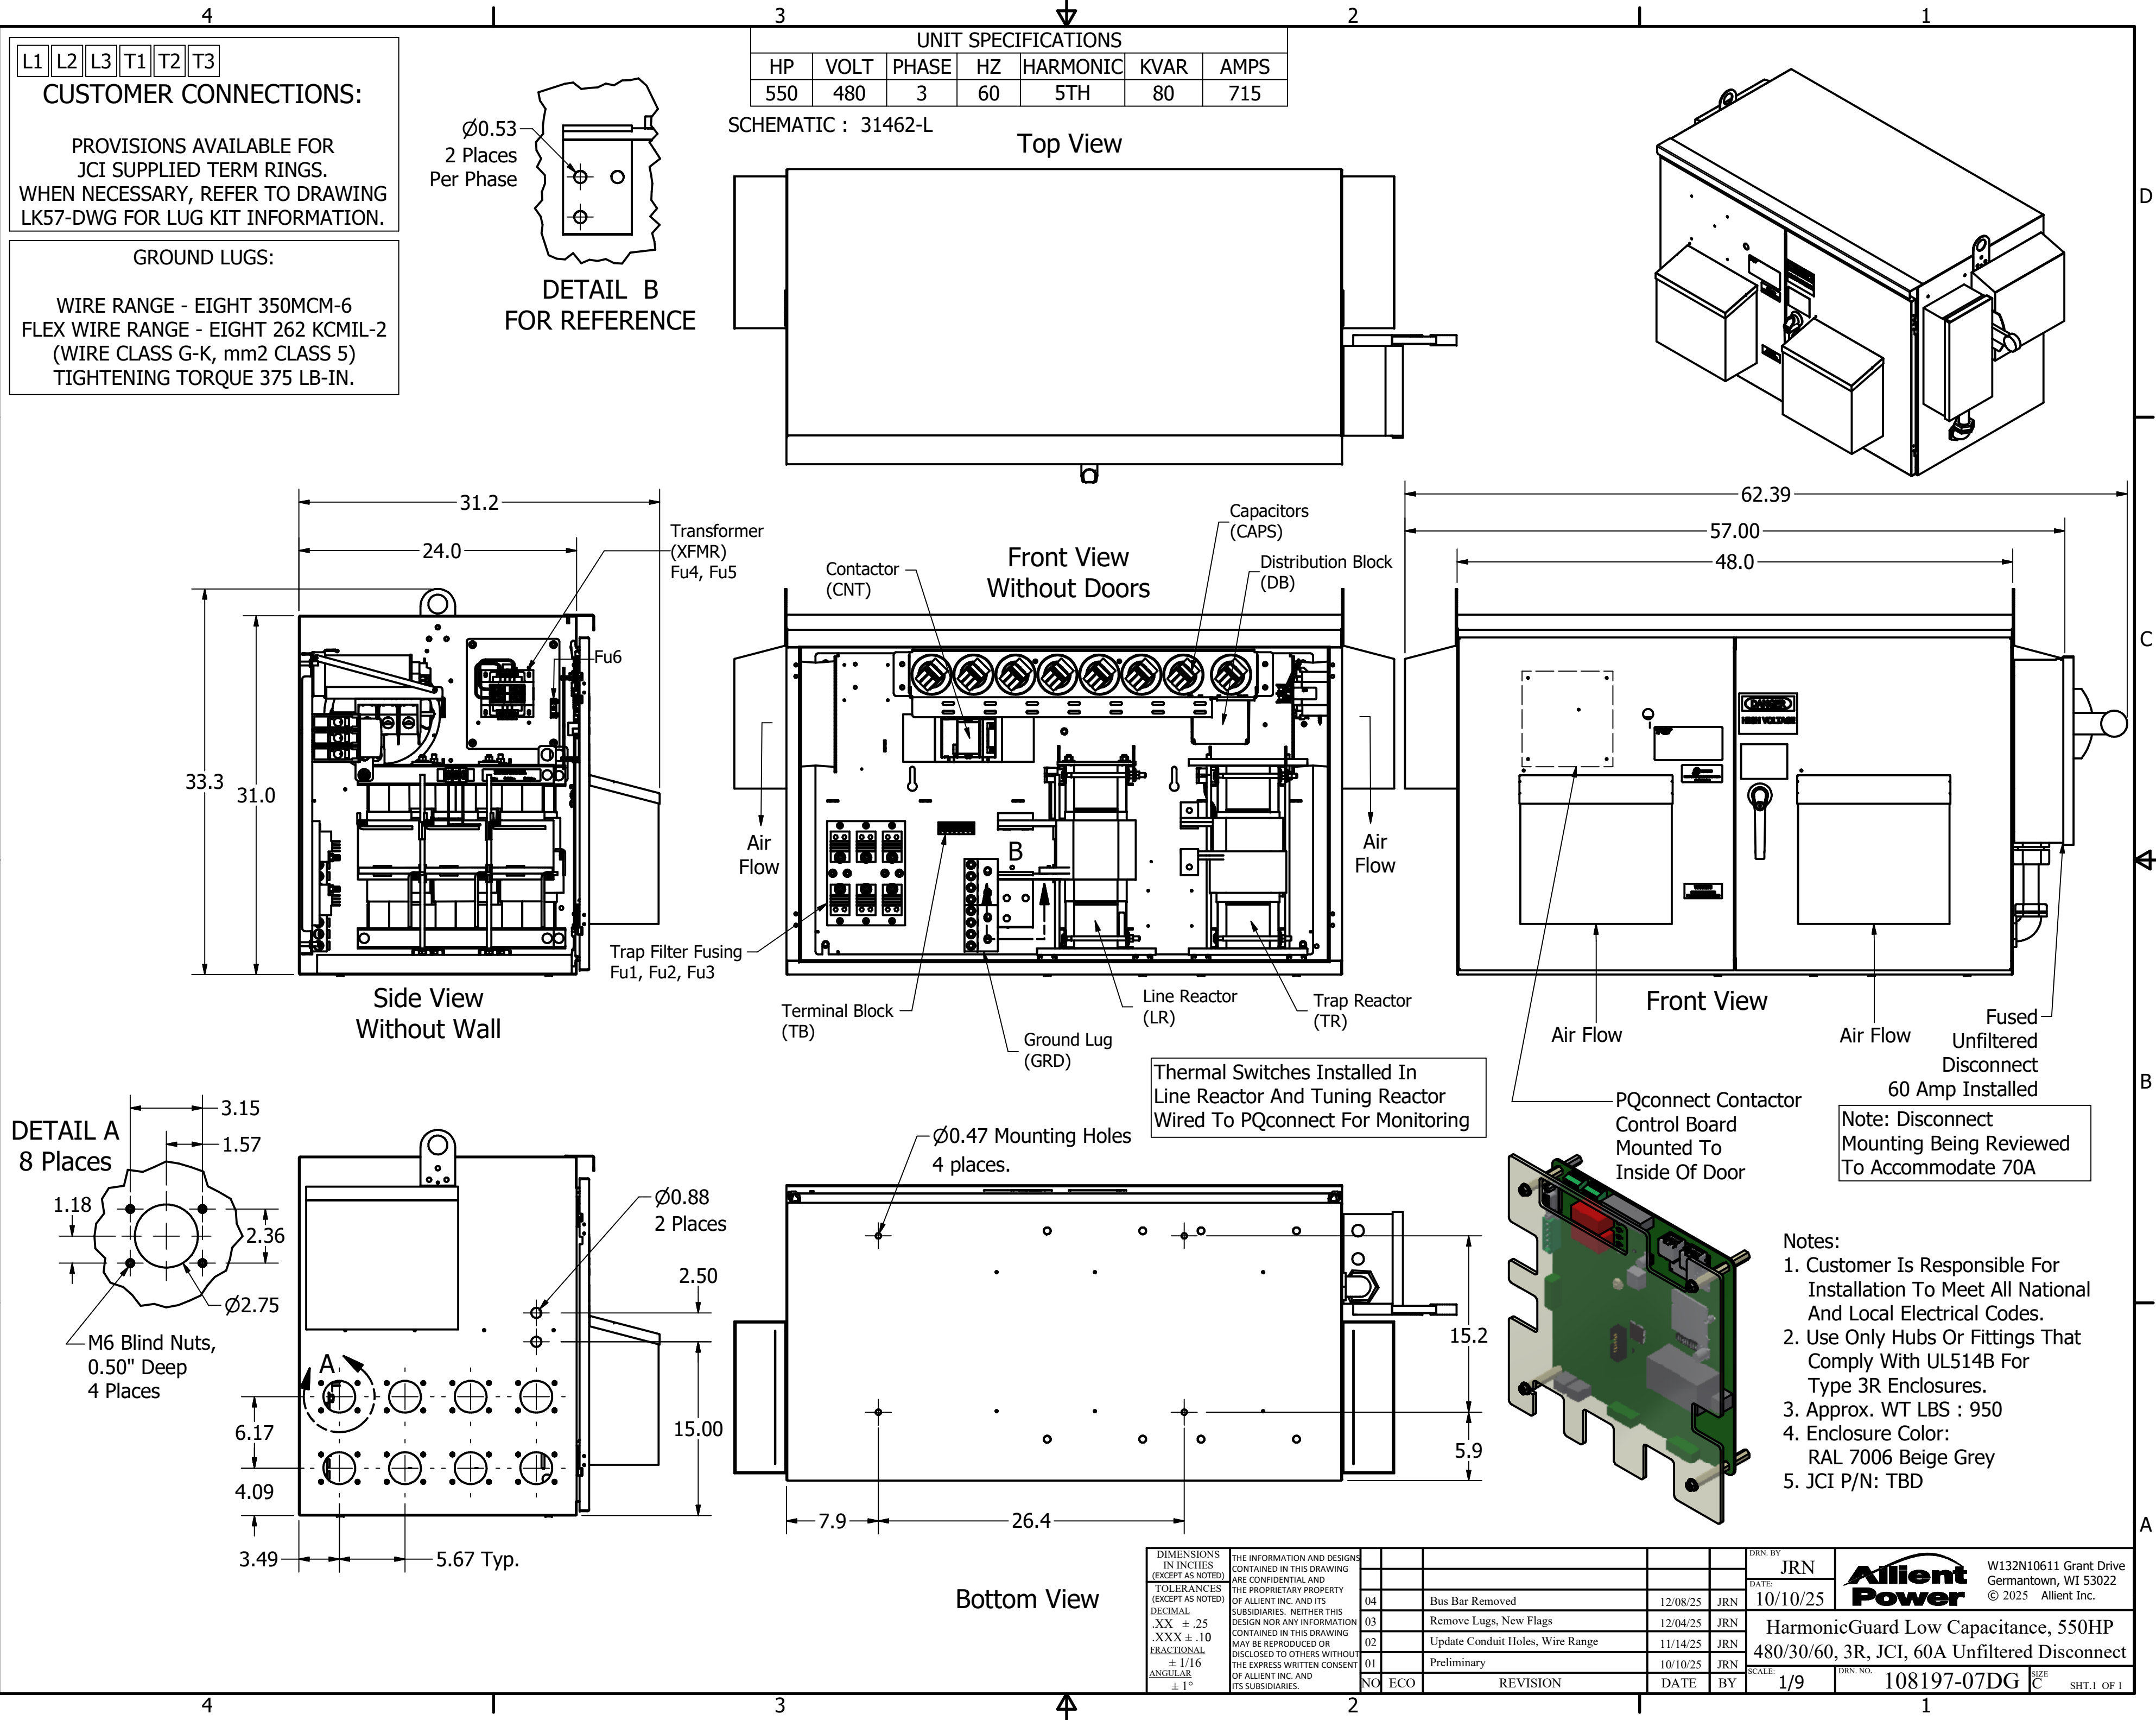 4
3
2
1
L1 L2 L3 T1 T2 T3
CUSTOMER CONNECTIONS:
PROVISIONS AVAILABLE FOR
JCI SUPPLIED TERM RINGS.
WHEN NECESSARY, REFER TO DRAWING
LK57-DWG FOR LUG KIT INFORMATION.
GROUND LUGS:
WIRE RANGE - EIGHT 350MCM-6
FLEX WIRE RANGE - EIGHT 262 KCMIL-2
(WIRE CLASS G-K, mm2 CLASS 5)
TIGHTENING TORQUE 375 LB-IN.
Ø0.53
2 Places
Per Phase
DETAIL B
FOR REFERENCE
UNIT SPECIFICATIONS
HP VOLT PHASE HZ HARMONIC KVAR AMPS
550 480 3 60 5TH 80 715
SCHEMATIC : 31462-L
Top View
D
31.2
24.0
33.3
31.0
Transformer
(XFMR)
Fu4, Fu5
Fu6
Side View
Without Wall
Front View
Without Doors
Contactor
(CNT)
Capacitors
(CAPS)
Distribution Block
(DB)
Air
Flow
B
Air
Flow
Trap Filter Fusing
Fu1, Fu2, Fu3
Terminal Block
(TB)
Ground Lug
(GRD)
Line Reactor
(LR)
Trap Reactor
(TR)
62.39
57.00
48.0
C
DANGER
HIGH VOLTAGE
Front View
Air Flow
Air Flow
Fused
Unfiltered
Disconnect
60 Amp Installed
Thermal Switches Installed In
Line Reactor And Tuning Reactor
Wired To PQconnect For Monitoring
PQconnect Contactor
Control Board
Mounted To
Inside Of Door
Note: Disconnect
Mounting Being Reviewed
To Accommodate 70A
B
DETAIL A
8 Places
3.15
1.57
1.18
2.36
Ø2.75
M6 Blind Nuts,
0.50" Deep
4 Places
A
Ø0.88
2 Places
2.50
15.00
6.17
4.09
3.49
5.67 Typ.
Ø0.47 Mounting Holes
4 places.
15.2
5.9
7.9
26.4
Bottom View
Notes:
1. Customer Is Responsible For
Installation To Meet All National
And Local Electrical Codes.
2. Use Only Hubs Or Fittings That
Comply With UL514B For
Type 3R Enclosures.
3. Approx. WT LBS : 950
4. Enclosure Color:
RAL 7006 Beige Grey
5. JCI P/N: TBD
A
DIMENSIONS
IN INCHES
(EXCEPT AS NOTED)
TOLERANCES
(EXCEPT AS NOTED)
DECIMAL
.XX ± .25
.XXX ± .10
FRACTIONAL
± 1/16
ANGULAR
± 1°
THE INFORMATION AND DESIGNS
CONTAINED IN THIS DRAWING
ARE CONFIDENTIAL AND
THE PROPRIETARY PROPERTY
OF ALLIENT INC. AND ITS
SUBSIDIARIES. NEITHER THIS
DESIGN NOR ANY INFORMATION
CONTAINED IN THIS DRAWING
MAY BE REPRODUCED OR
DISCLOSED TO OTHERS WITHOUT
THE EXPRESS WRITTEN CONSENT
OF ALLIENT INC. AND
ITS SUBSIDIARIES.
04 Bus Bar Removed 12/08/25 JRN
03 Remove Lugs, New Flags 12/04/25 JRN
02 Update Conduit Holes, Wire Range 11/14/25 JRN
01 Preliminary 10/10/25 JRN
NO ECO REVISION DATE BY
DRN. BY
JRN
DATE:
10/10/25
Allient
Power
W132N10611 Grant Drive
Germantown, WI 53022
© 2025 Allient Inc.
HarmonicGuard Low Capacitance, 550HP
480/30/60, 3R, JCI, 60A Unfiltered Disconnect
SCALE:
1/9
DRN. NO.
108197-07DG
SIZE
C
SHT.1 OF 1
4
3
2
1